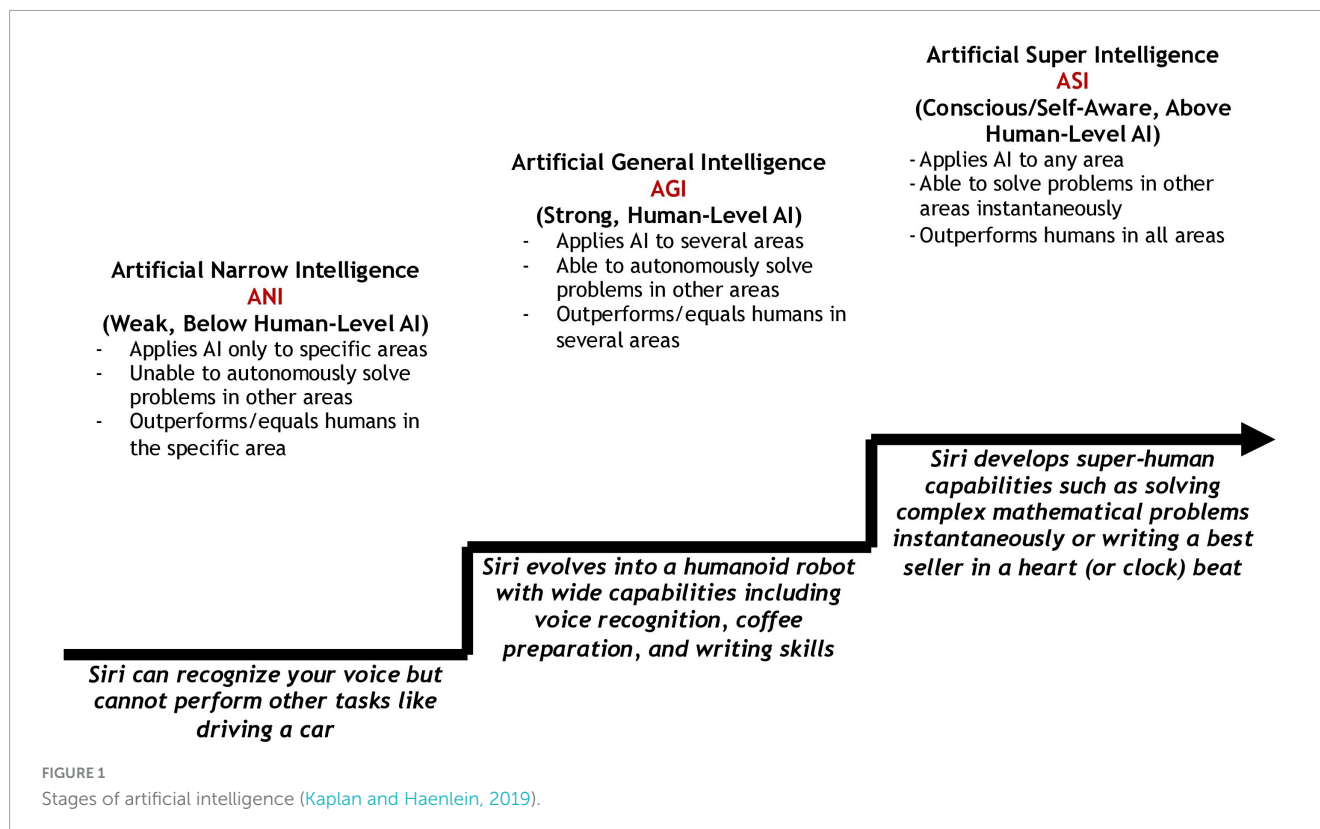 Artificial Narrow Intelligence
ANI
(Weak, Below Human-Level AI)
- Applies AI only to specific areas
- Unable to autonomously solve
problems in other areas
- Outperforms/equals humans in
the specific area
Siri can recognize your voice but
cannot perform other tasks like
driving a car
Artificial General Intelligence
AGI
(Strong, Human-Level AI)
- Applies AI to several areas
- Able to autonomously solve
problems in other areas
- Outperforms/equals humans in
several areas
Siri evolves into a humanoid robot
with wide capabilities including
voice recognition, coffee
preparation, and writing skills
Artificial Super Intelligence
ASI
(Conscious/Self-Aware, Above
Human-Level AI)
- Applies AI to any area
- Able to solve problems in other
areas instantaneously
- Outperforms humans in all areas
Siri develops super-human
capabilities such as solving
complex mathematical problems
instantaneously or writing a best
seller in a heart (or clock) beat
FIGURE 1
Stages of artificial intelligence (Kaplan and Haenlein, 2019).